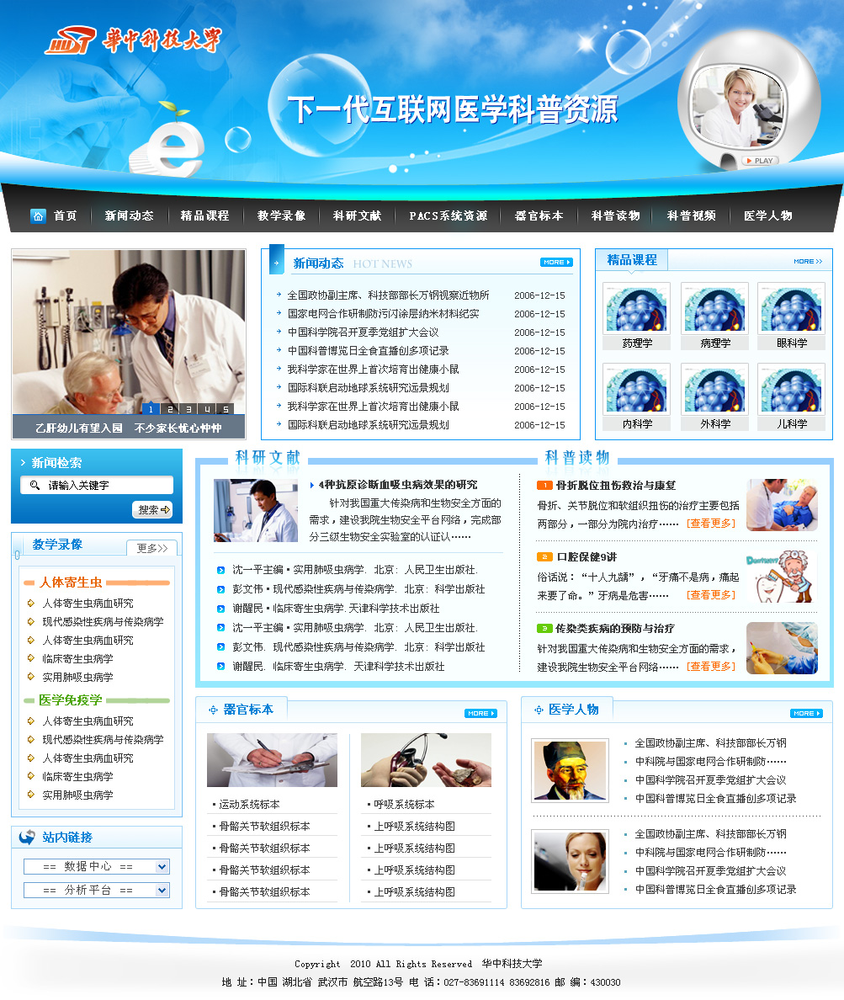 HUST 華中科技大學
下一代互联网医学科普资源
PLAY
首页 新闻动态 精品课程 教学录像 科研文献 PACS系统资源 器官标本 科普读物 科普视频 医学人物
1 2 3 4 5
乙肝幼儿有望入园 不少家长忧心忡忡
新闻动态 HOT NEWS MORE
全国政协副主席、科技部部长万钢视察近物所 2006-12-15
国家电网合作研制防污闪涂层纳米材料纪实 2006-12-15
中国科学院召开夏季党组扩大会议 2006-12-15
中国科普博览日全食直播创多项记录 2006-12-15
我科学家在世界上首次培育出健康小鼠 2006-12-15
国际科联启动地球系统研究远景规划 2006-12-15
我科学家在世界上首次培育出健康小鼠 2006-12-15
国际科联启动地球系统研究远景规划 2006-12-15
精品课程 MORE >>
药理学 病理学 眼科学
内科学 外科学 儿科学
新闻检索
请输入关键字
搜索
教学录像 更多>>
人体寄生虫
人体寄生虫病血研究
现代感染性疾病与传染病学
人体寄生虫病血研究
临床寄生虫病学
实用肺吸虫病学
医学免疫学
人体寄生虫病血研究
现代感染性疾病与传染病学
人体寄生虫病血研究
临床寄生虫病学
实用肺吸虫病学
站内链接
== 数据中心 ==
== 分析平台 ==
科研文献
4种抗原诊断血吸虫病效果的研究
针对我国重大传染病和生物安全方面的
需求，建设我院生物安全平台网络，完成部
分三级生物安全实验室的认证认……
沈一平主编·实用肺吸虫病学. 北京: 人民卫生出版社.
彭文伟·现代感染性疾病与传染病学. 北京: 科学出版社
谢醒民·临床寄生虫病学.天津科学技术出版社
沈一平主编·实用肺吸虫病学. 北京: 人民卫生出版社.
彭文伟. 现代感染性疾病与传染病学. 北京: 科学出版社
谢醒民. 临床寄生虫病学. 天津科学技术出版社
科普读物
1 骨折脱位扭伤救治与康复
骨折、关节脱位和软组织扭伤的治疗主要包括
两部分，一部分为院内治疗…… [查看更多]
2 口腔保健9讲
俗话说：“十人九龋”，“牙痛不是病，痛起
来要了命。”牙病是危害…… [查看更多]
3 传染类疾病的预防与治疗
针对我国重大传染病和生物安全方面的需求，
建设我院生物安全平台网络…… [查看更多]
器官标本 MORE
运动系统标本
骨骼关节软组织标本
骨骼关节软组织标本
骨骼关节软组织标本
骨骼关节软组织标本
呼吸系统标本
上呼吸系统结构图
上呼吸系统结构图
上呼吸系统结构图
上呼吸系统结构图
医学人物 MORE
全国政协副主席、科技部部长万钢
中科院与国家电网合作研制防……
中国科学院召开夏季党组扩大会议
中国科普博览日全食直播创多项记录
全国政协副主席、科技部部长万钢
中科院与国家电网合作研制防……
中国科学院召开夏季党组扩大会议
中国科普博览日全食直播创多项记录
Copyright 2010 All Rights Reserved 华中科技大学
地 址：中国 湖北省 武汉市 航空路13号 电 话：027-83691114 83692816 邮 编：430030